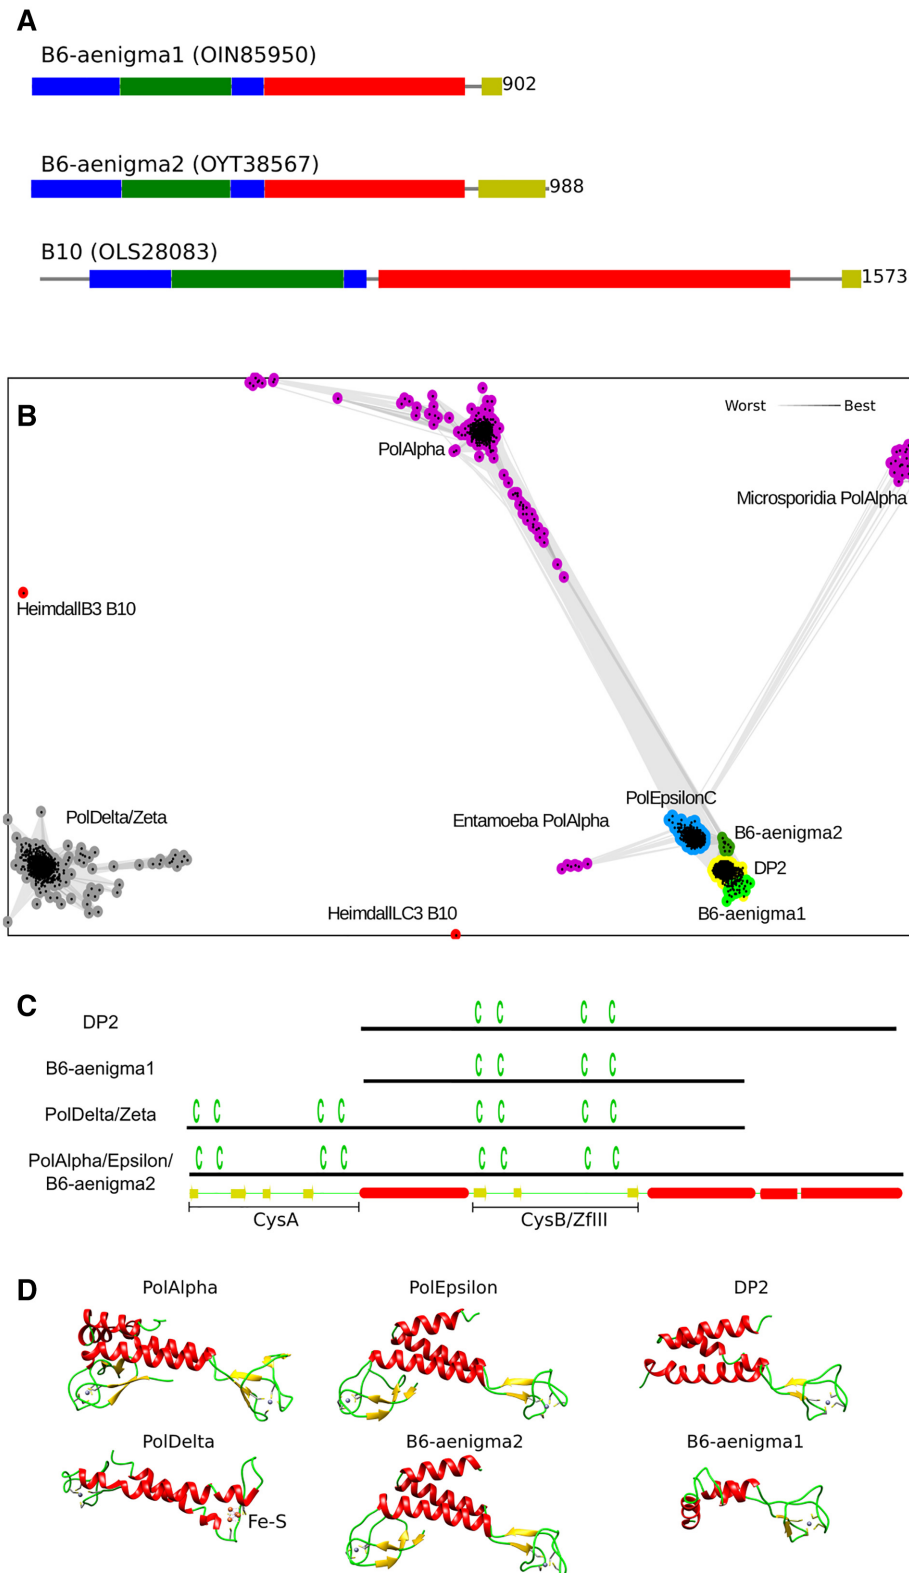 A
B6-aenigma1 (OIN85950)
902
B6-aenigma2 (OYT38567)
988
B10 (OLS28083)
1573
B
Worst Best
PolAlpha
Microsporidia PolAlpha
HeimdallB3 B10
PolEpsilonC
PolDelta/Zeta
Entamoeba PolAlpha
B6-aenigma2
DP2
HeimdallLC3 B10
B6-aenigma1
C
DP2
C C C C
B6-aenigma1
C C C C
PolDelta/Zeta
C C C C C C C C
PolAlpha/Epsilon/
B6-aenigma2
C C C C C C C C
CysA
CysB/ZfIII
D
PolAlpha
PolEpsilon
DP2
PolDelta
B6-aenigma2
B6-aenigma1
Fe-S